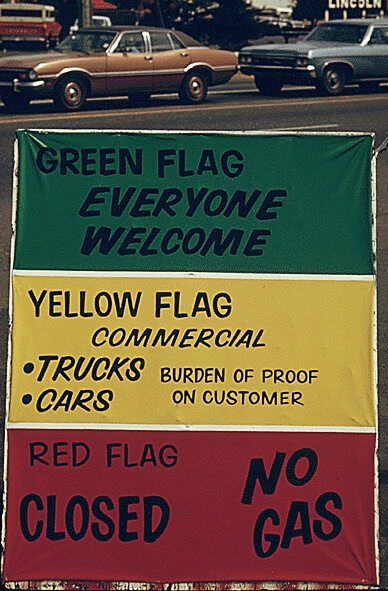 LINCOLN
GREEN FLAG
EVERYONE
WELCOME
YELLOW FLAG
COMMERCIAL
•TRUCKS
•CARS
BURDEN OF PROOF
ON CUSTOMER
RED FLAG
CLOSED
NO
GAS